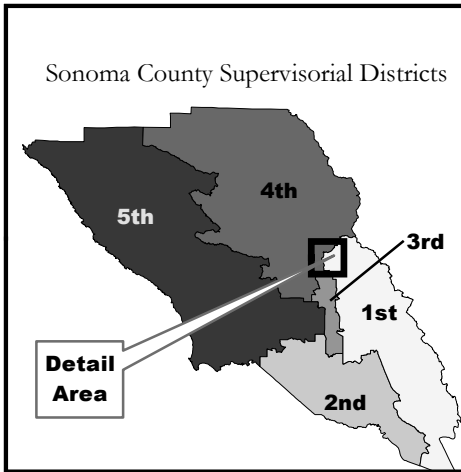 Sonoma County Supervisorial Districts
4th
5th
3rd
1st
Detail
Area
2nd